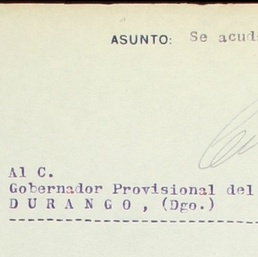 ASUNTO: Se acud
Al C.
Gobernador Provisional del
D U R A N G O , (Dgo.)